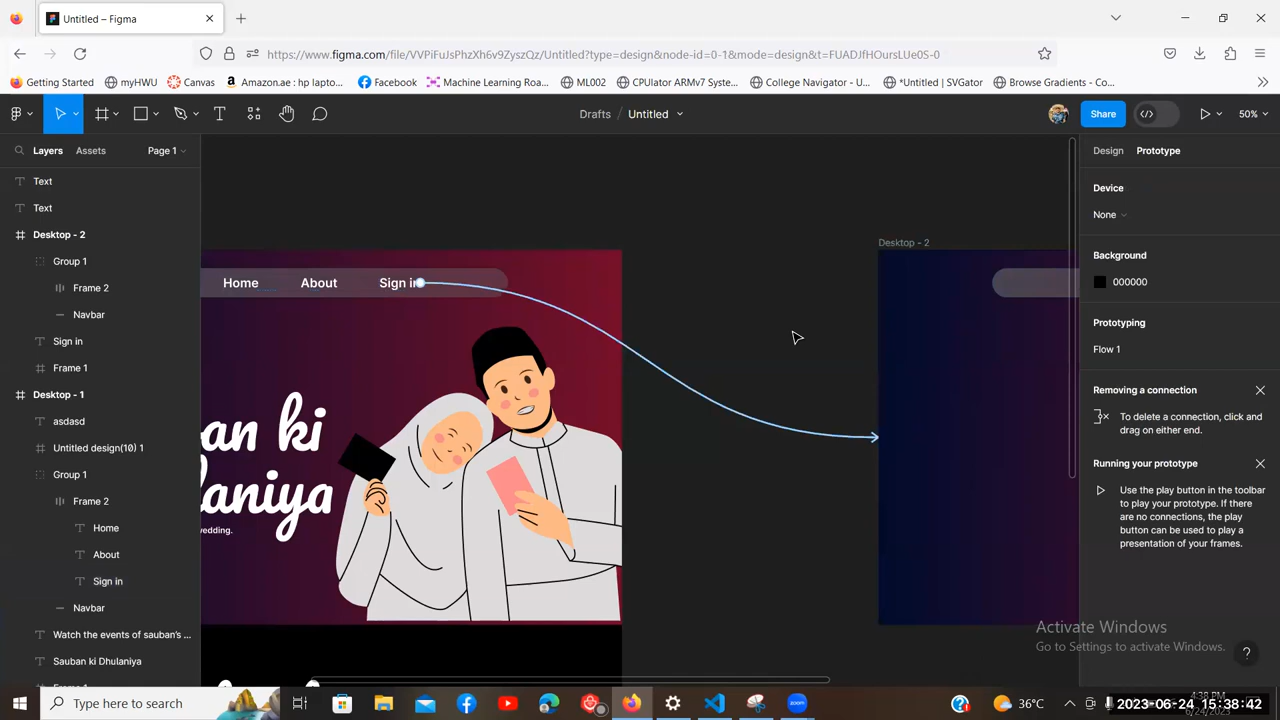 Untitled – Figma
https://www.figma.com/file/VVPiFuJsPhzXh6v9ZyszQz/Untitled?type=design&node-id=0-1&mode=design&t=FUADJfHOursLUe0S-0
Getting Started
myHWU
Canvas
Amazon.ae : hp lapto...
Facebook
Machine Learning Roa...
ML002
CPUlator ARMv7 Syste...
College Navigator - U...
*Untitled | SVGator
Browse Gradients - Co...
Drafts / Untitled
Share
50%
Layers
Assets
Page 1
Design
Prototype
Text
Text
Desktop - 2
Group 1
Frame 2
Navbar
Sign in
Frame 1
Desktop - 1
asdasd
Untitled design(10) 1
Group 1
Frame 2
Home
About
Sign in
Navbar
Watch the events of sauban's ...
Sauban ki Dhulaniya
Desktop - 2
Home
About
Sign in
an ki
laniya
wedding.
Device
None
Background
000000
Prototyping
Flow 1
Removing a connection
To delete a connection, click and
drag on either end.
Running your prototype
Use the play button in the toolbar
to play your prototype. If there
are no connections, the play
button can be used to play a
presentation of your frames.
Activate Windows
Go to Settings to activate Windows.
?
Type here to search
36°C
4:38 PM
2023-06-24 15:38:42